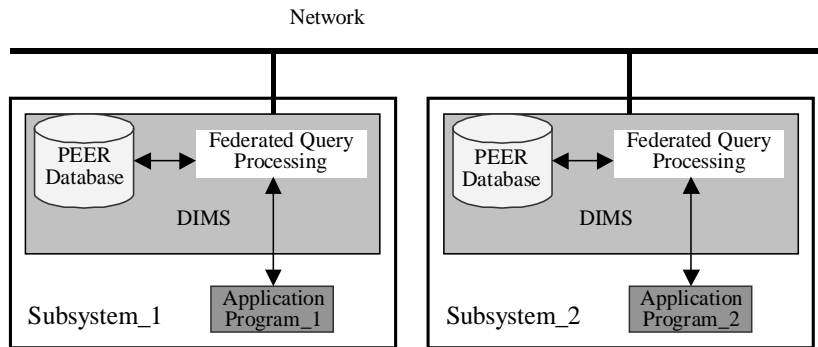 Network
PEER
Database
Federated Query
Processing
DIMS
Subsystem_1
Application
Program_1
PEER
Database
Federated Query
Processing
DIMS
Subsystem_2
Application
Program_2